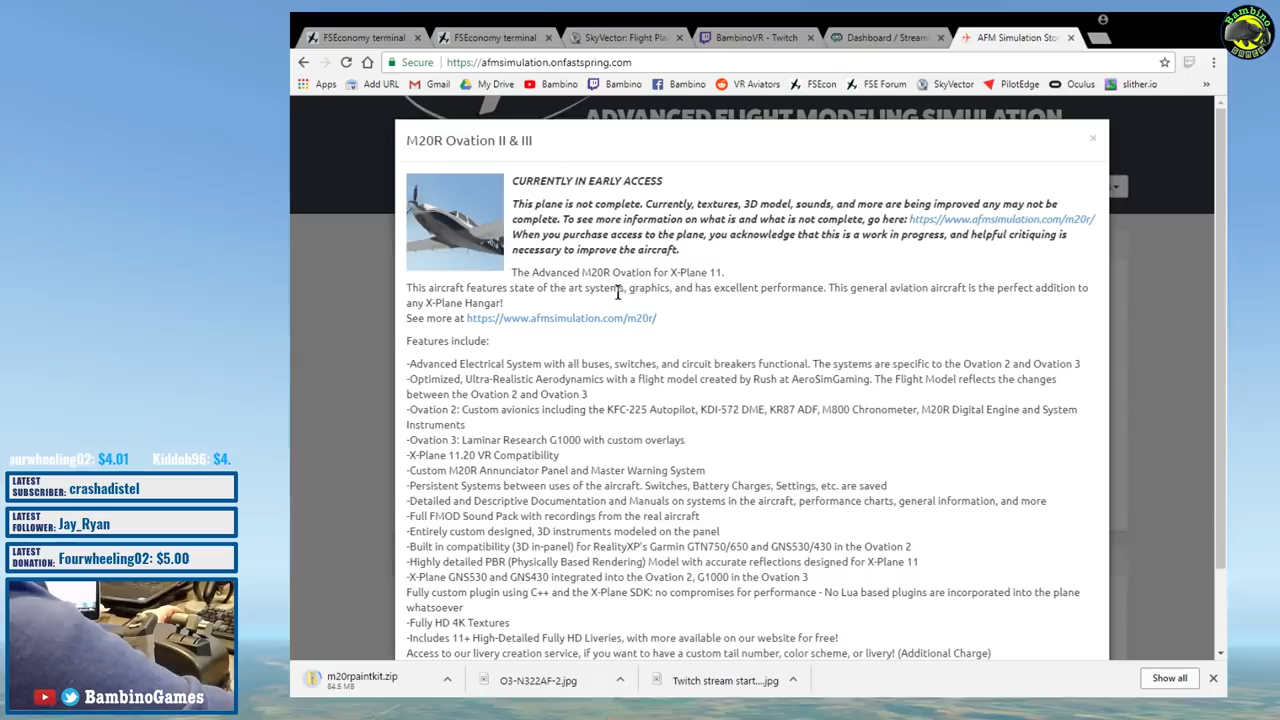 Bambino
GAMES
FSEconomy terminal
FSEconomy terminal
SkyVector: Flight Pla
BambinoVR - Twitch
Dashboard / Streaml
AFM Simulation Sto
Secure
https://afmsimulation.onfastspring.com
Apps
Add URL
Gmail
My Drive
Bambino
Bambino
Bambino
VR Aviators
FSEcon
FSE Forum
SkyVector
PilotEdge
Oculus
slither.io
»
ADVANCED FLIGHT MODELING SIMULATION
M20R Ovation II & III
×
CURRENTLY IN EARLY ACCESS
This plane is not complete. Currently, textures, 3D model, sounds, and more are being improved any may not be
complete. To see more information on what is and what is not complete, go here: https://www.afmsimulation.com/m20r/
When you purchase access to the plane, you acknowledge that this is a work in progress, and helpful critiquing is
necessary to improve the aircraft.
The Advanced M20R Ovation for X-Plane 11.
This aircraft features state of the art systems, graphics, and has excellent performance. This general aviation aircraft is the perfect addition to
any X-Plane Hangar!
See more at https://www.afmsimulation.com/m20r/
Features include:
-Advanced Electrical System with all buses, switches, and circuit breakers functional. The systems are specific to the Ovation 2 and Ovation 3
-Optimized, Ultra-Realistic Aerodynamics with a flight model created by Rush at AeroSimGaming. The Flight Model reflects the changes
between the Ovation 2 and Ovation 3
-Ovation 2: Custom avionics including the KFC-225 Autopilot, KDI-572 DME, KR87 ADF, M800 Chronometer, M20R Digital Engine and System
Instruments
-Ovation 3: Laminar Research G1000 with custom overlays
-X-Plane 11.20 VR Compatibility
-Custom M20R Annunciator Panel and Master Warning System
-Persistent Systems between uses of the aircraft. Switches, Battery Charges, Settings, etc. are saved
-Detailed and Descriptive Documentation and Manuals on systems in the aircraft, performance charts, general information, and more
-Full FMOD Sound Pack with recordings from the real aircraft
-Entirely custom designed, 3D instruments modeled on the panel
-Built in compatibility (3D in-panel) for RealityXP's Garmin GTN750/650 and GNS530/430 in the Ovation 2
-Highly detailed PBR (Physically Based Rendering) Model with accurate reflections designed for X-Plane 11
-X-Plane GNS530 and GNS430 integrated into the Ovation 2, G1000 in the Ovation 3
Fully custom plugin using C++ and the X-Plane SDK: no compromises for performance - No Lua based plugins are incorporated into the plane
whatsoever
-Fully HD 4K Textures
-Includes 11+ High-Detailed Fully HD Liveries, with more available on our website for free!
Access to our livery creation service, if you want to have a custom tail number, color scheme, or livery! (Additional Charge)
ourwheeling02: $4.01 Kiddoh96: $4.
LATEST SUBSCRIBER: crashadistel
LATEST FOLLOWER: Jay_Ryan
LATEST DONATION: Fourwheeling02: $5.00
BambinoGames
m20rpaintkit.zip
84.5 MB
O3-N322AF-2.jpg
Twitch stream start....jpg
Show all